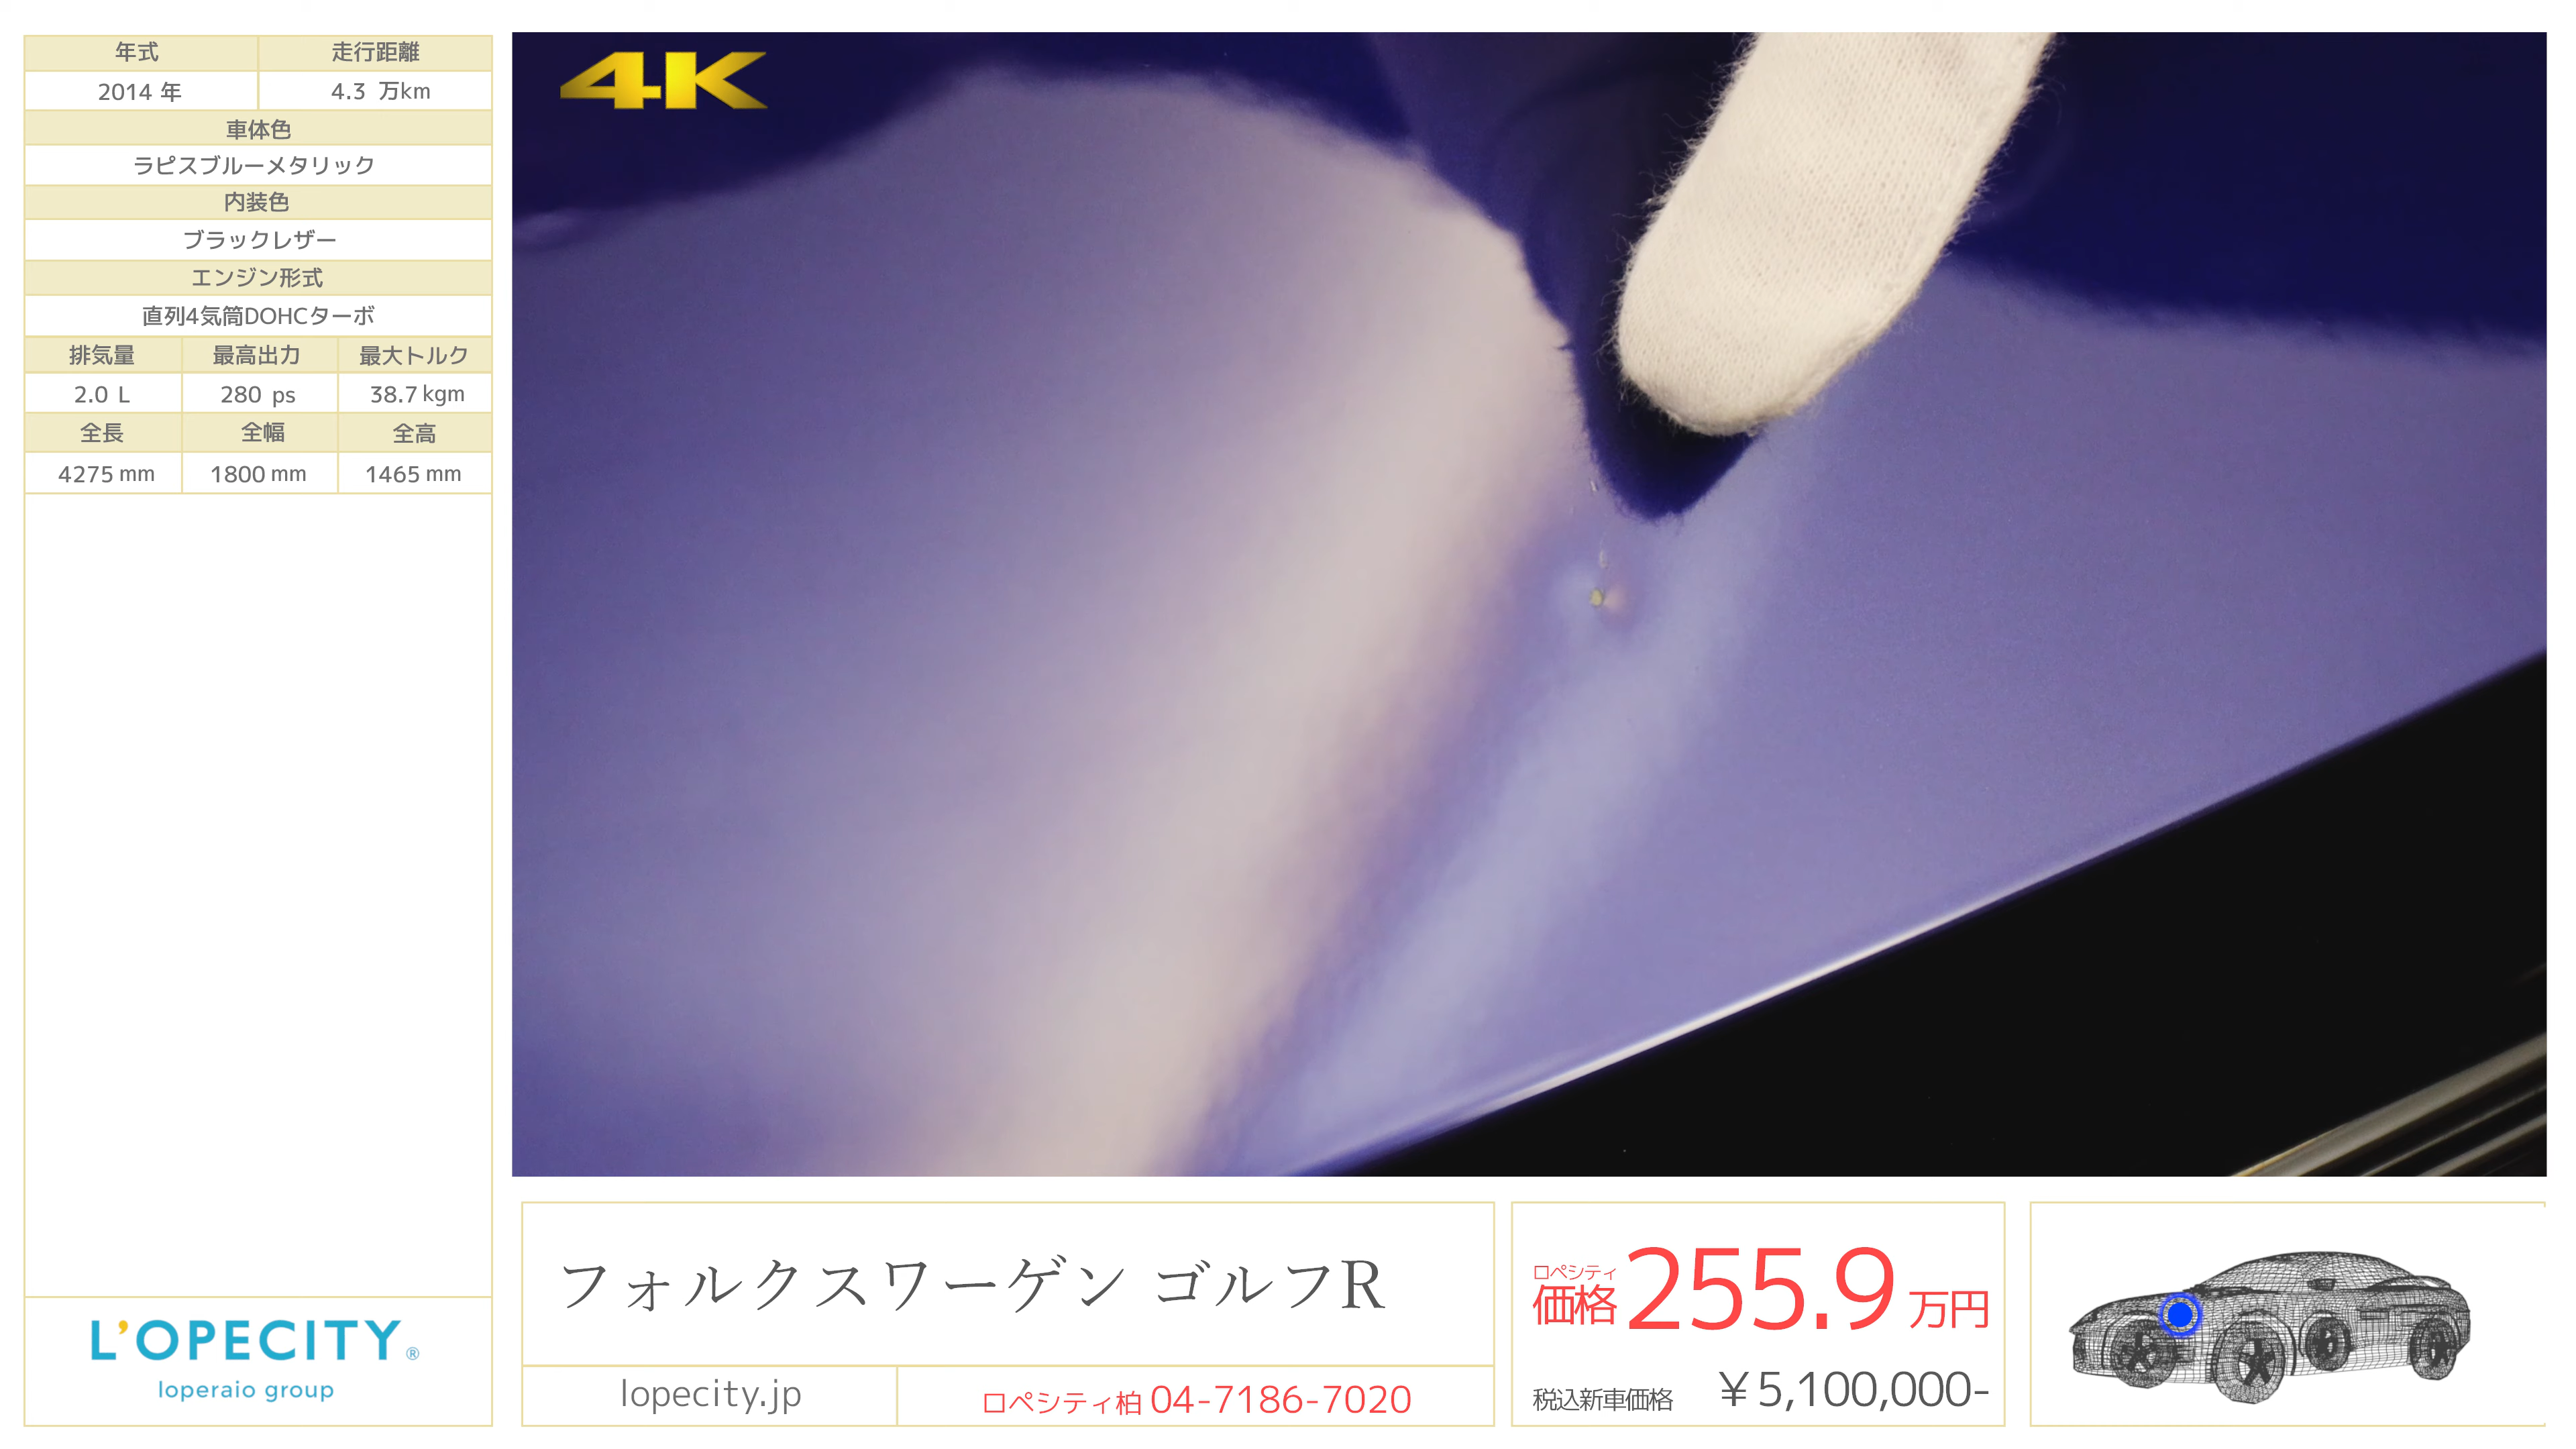 年式 走行距離
2014 年 4.3 万km
車体色
ラピスブルーメタリック
内装色
ブラックレザー
エンジン形式
直列4気筒DOHCターボ
排気量 最高出力 最大トルク
2.0 L 280 ps 38.7 kgm
全長 全幅 全高
4275 mm 1800 mm 1465 mm
L'OPECITY®
loperaio group
4K
フォルクスワーゲン ゴルフR
lopecity.jp ロペシティ柏 04-7186-7020
ロペシティ
価格 255.9 万円
税込新車価格 ¥5,100,000-